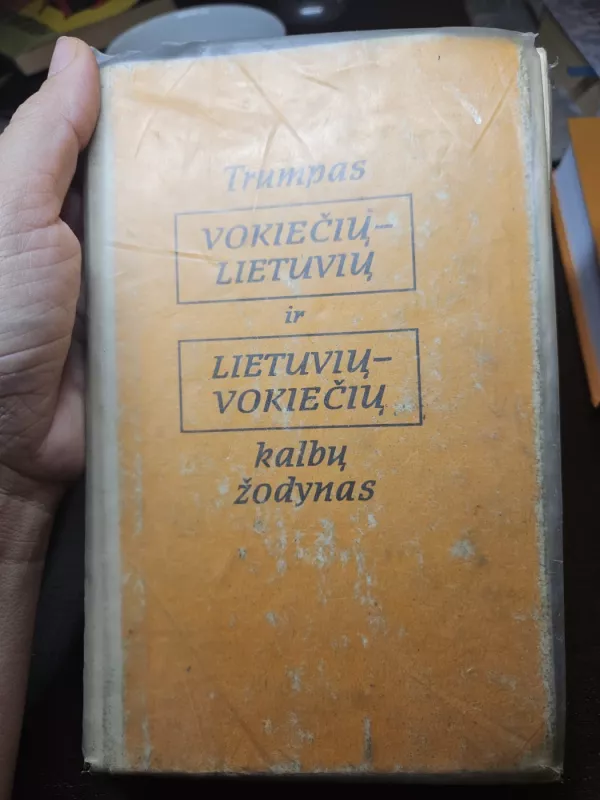 Trumpas
VOKIEČIŲ–
LIETUVIŲ
ir
LIETUVIŲ–
VOKIEČIŲ
kalbų
žodynas